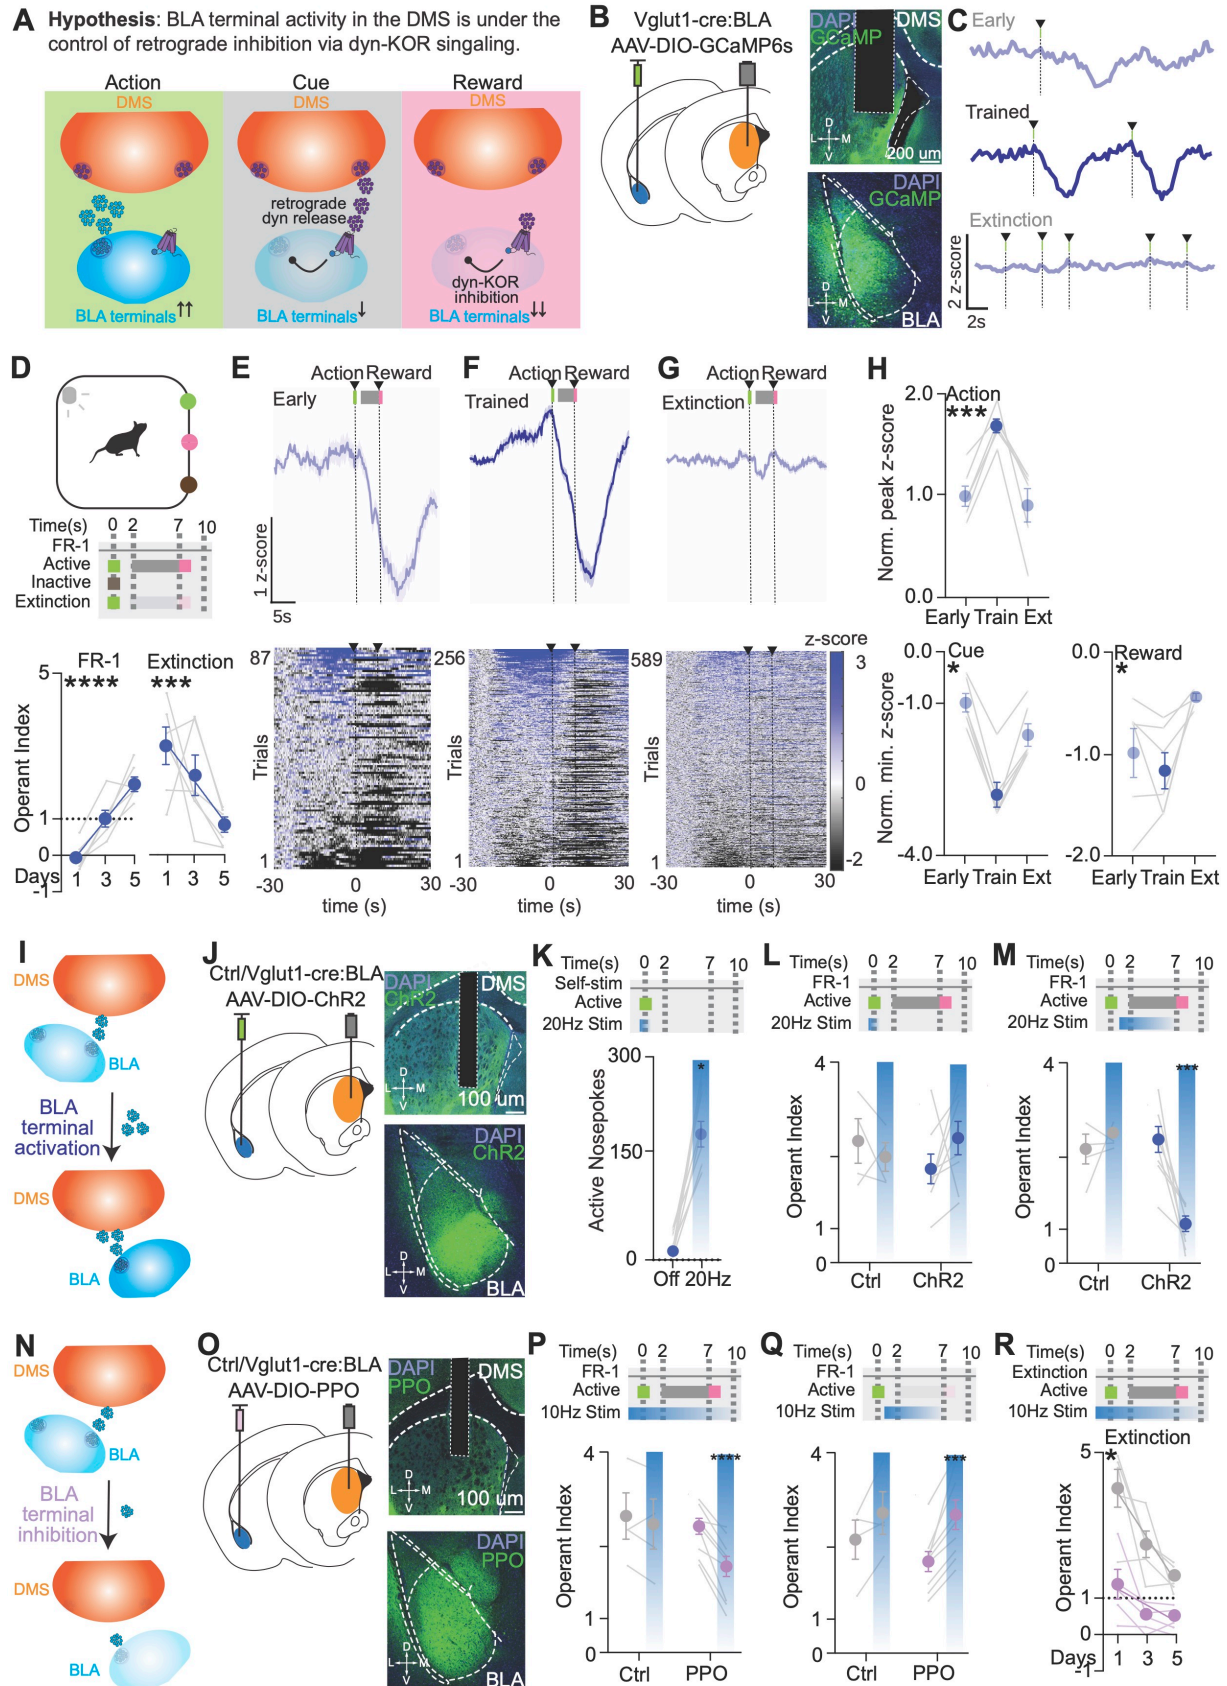 A Hypothesis: BLA terminal activity in the DMS is under the
control of retrograde inhibition via dyn-KOR singaling.
Action Cue Reward
DMS DMS DMS
retrograde
dyn release
dyn-KOR
inhibition
BLA terminals↑↑ BLA terminals↓ BLA terminals↓↓
B Vglut1-cre:BLA
AAV-DIO-GCaMP6s
DAPI DMS
GCaMP
D
L M
V
200 um
DAPI
GCaMP
D
L M
V
BLA
C Early
Trained
Extinction
2 z-score
2s
D
Time(s) 0 2 7 10
FR-1
Active
Inactive
Extinction
FR-1 Extinction
**** ***
5
1
0
-1
Operant Index
Days 1 3 5 1 3 5
E Action Reward
Early
1 z-score
5s
87
Trials
1
-30 0 30
time (s)
F Action Reward
Trained
256
Trials
1
-30 0 30
time (s)
G Action Reward
Extinction
589
Trials
1
-30 0 30
time (s)
z-score
3
0
-2
H
Action
***
2.0
1.0
0.0
Norm. peak z-score
Early Train Ext
Cue
*
0.0
-1.0
-4.0
Norm. min. z-score
Early Train Ext
Reward
*
0.0
-1.0
-2.0
Early Train Ext
I
DMS
BLA
BLA
terminal
activation
DMS
BLA
J Ctrl/Vglut1-cre:BLA
AAV-DIO-ChR2
DAPI DMS
ChR2
D
L M
V
100 um
DAPI
ChR2
D
L M
V
BLA
K Time(s) 0 2 7 10
Self-stim
Active
20Hz Stim
300
150
0
*
Active Nosepokes
Off 20Hz
L Time(s) 0 2 7 10
FR-1
Active
20Hz Stim
4
1
0
Operant Index
Ctrl ChR2
M Time(s) 0 2 7 10
FR-1
Active
20Hz Stim
4
1
0
***
Operant Index
Ctrl ChR2
N
DMS
BLA
BLA
terminal
inhibition
DMS
BLA
O Ctrl/Vglut1-cre:BLA
AAV-DIO-PPO
DAPI DMS
PPO
D
L M
V
100 um
DAPI
PPO
D
L M
V
BLA
P Time(s) 0 2 7 10
FR-1
Active
10Hz Stim
4
1
0
****
Operant Index
Ctrl PPO
Q Time(s) 0 2 7 10
FR-1
Active
10Hz Stim
4
1
0
***
Operant Index
Ctrl PPO
R Time(s) 0 2 7 10
Extinction
Active
10Hz Stim
Extinction
*
5
1
0
-1
Operant Index
Days 1 3 5